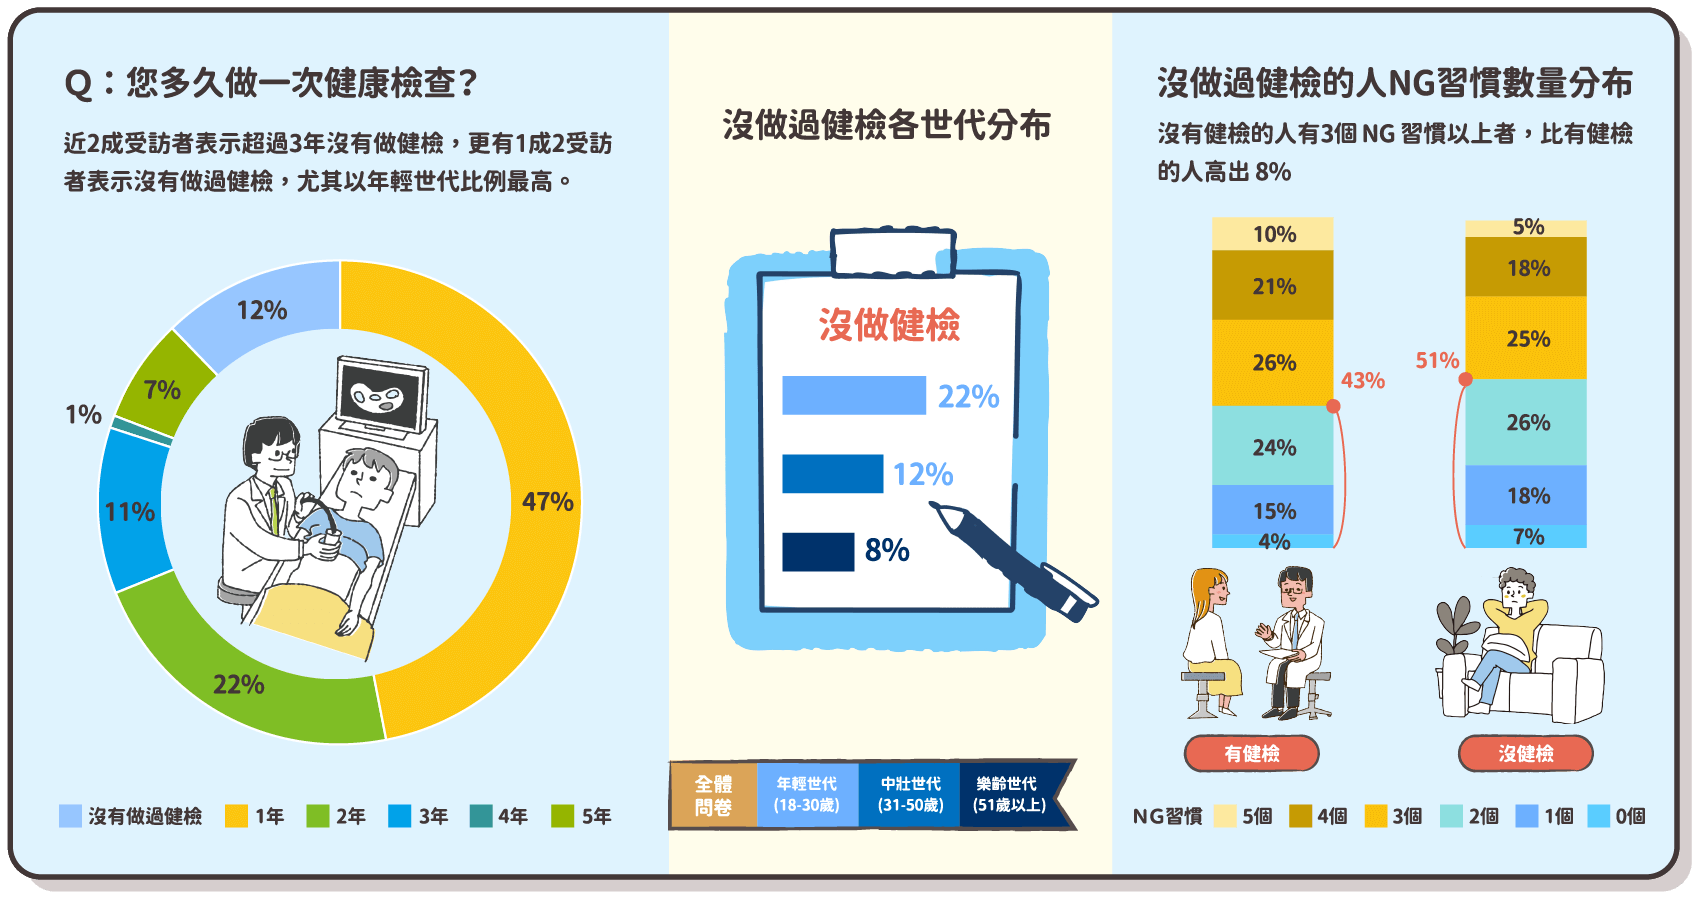 Q：您多久做一次健康檢查？
近2成受訪者表示超過3年沒有做健檢，更有1成2受訪
者表示沒有做過健檢，尤其以年輕世代比例最高。
12%
7%
1%
11%
47%
22%
沒有做過健檢
1年
2年
3年
4年
5年
沒做過健檢各世代分布
沒做健檢
22%
12%
8%
全體
問卷
年輕世代
(18-30歲)
中壯世代
(31-50歲)
樂齡世代
(51歲以上)
沒做過健檢的人NG習慣數量分布
沒有健檢的人有3個 NG 習慣以上者，比有健檢
的人高出 8%
10%
21%
26%
24%
15%
4%
43%
有健檢
5%
18%
25%
26%
18%
7%
51%
沒健檢
NG習慣
5個
4個
3個
2個
1個
0個